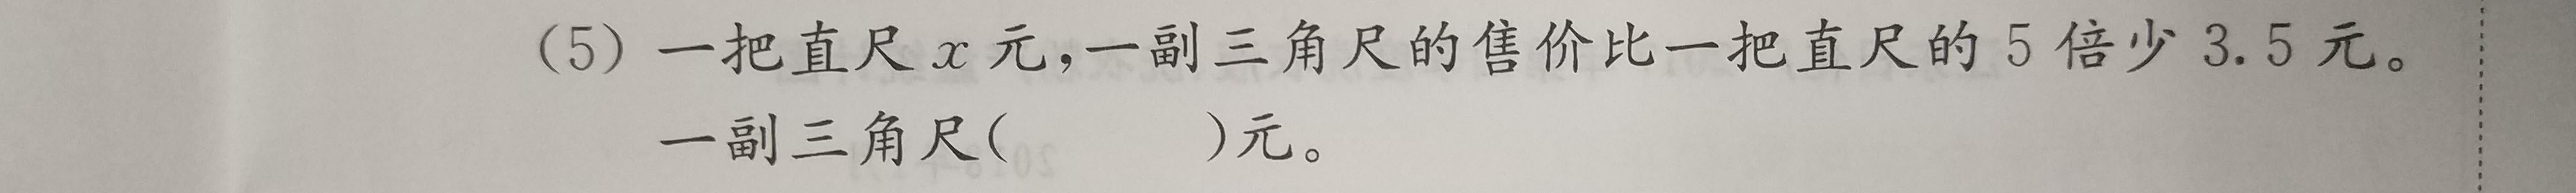 (5) 一把直尺 x 元,一副三角尺的售价比一把直尺的 5 倍少 3.5 元。
一副三角尺(　　　)元。